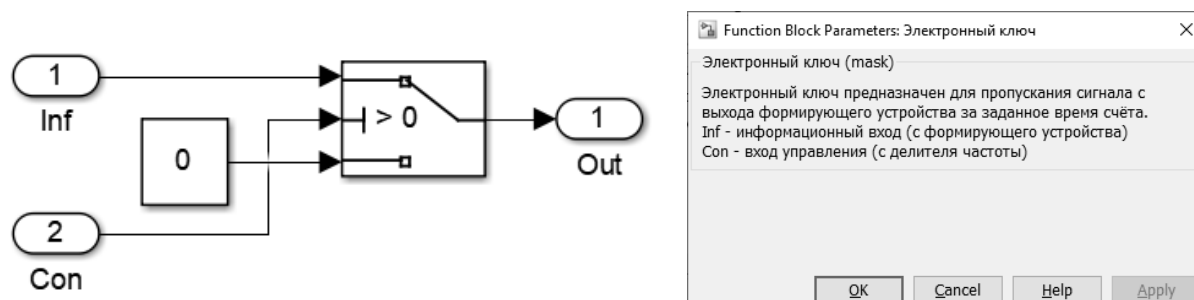 1
Inf
0
2
Con
> 0
1
Out
Function Block Parameters: Электронный ключ
Электронный ключ (mask)
Электронный ключ предназначен для пропускания сигнала с
выхода формирующего устройства за заданное время счёта.
Inf - информационный вход (с формирующего устройства)
Con - вход управления (с делителя частоты)
OK
Cancel
Help
Apply